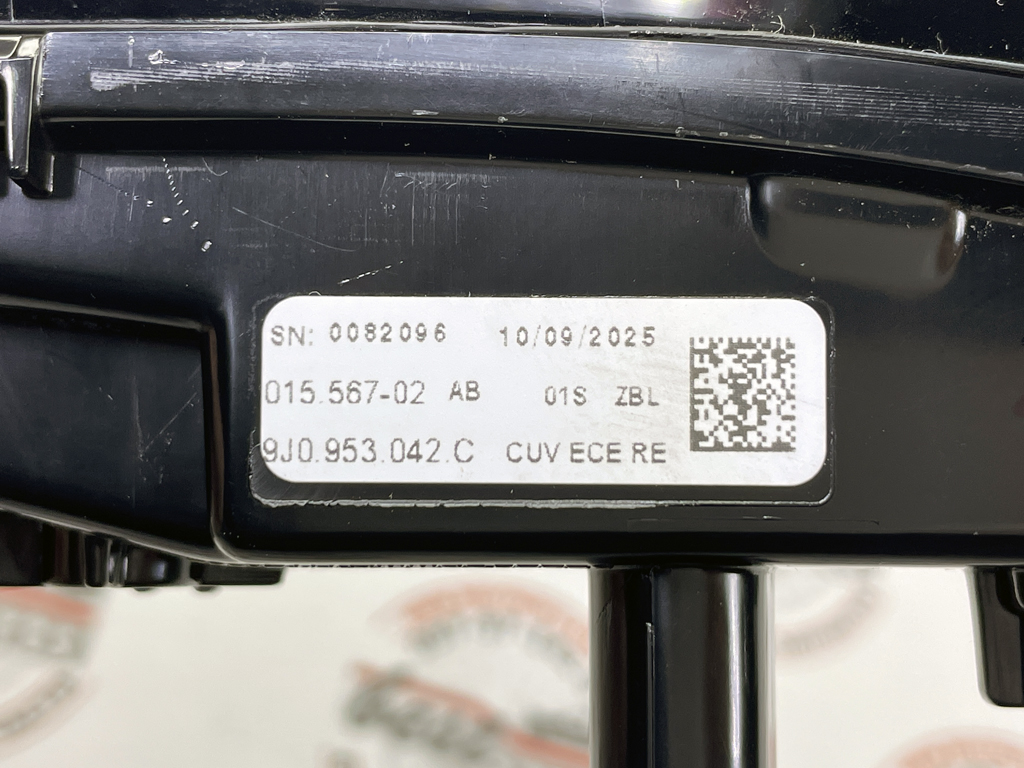 SN: 0082096 10/09/2025
015.567-02 AB 01S ZBL
9J0.953.042.C CUV ECE RE